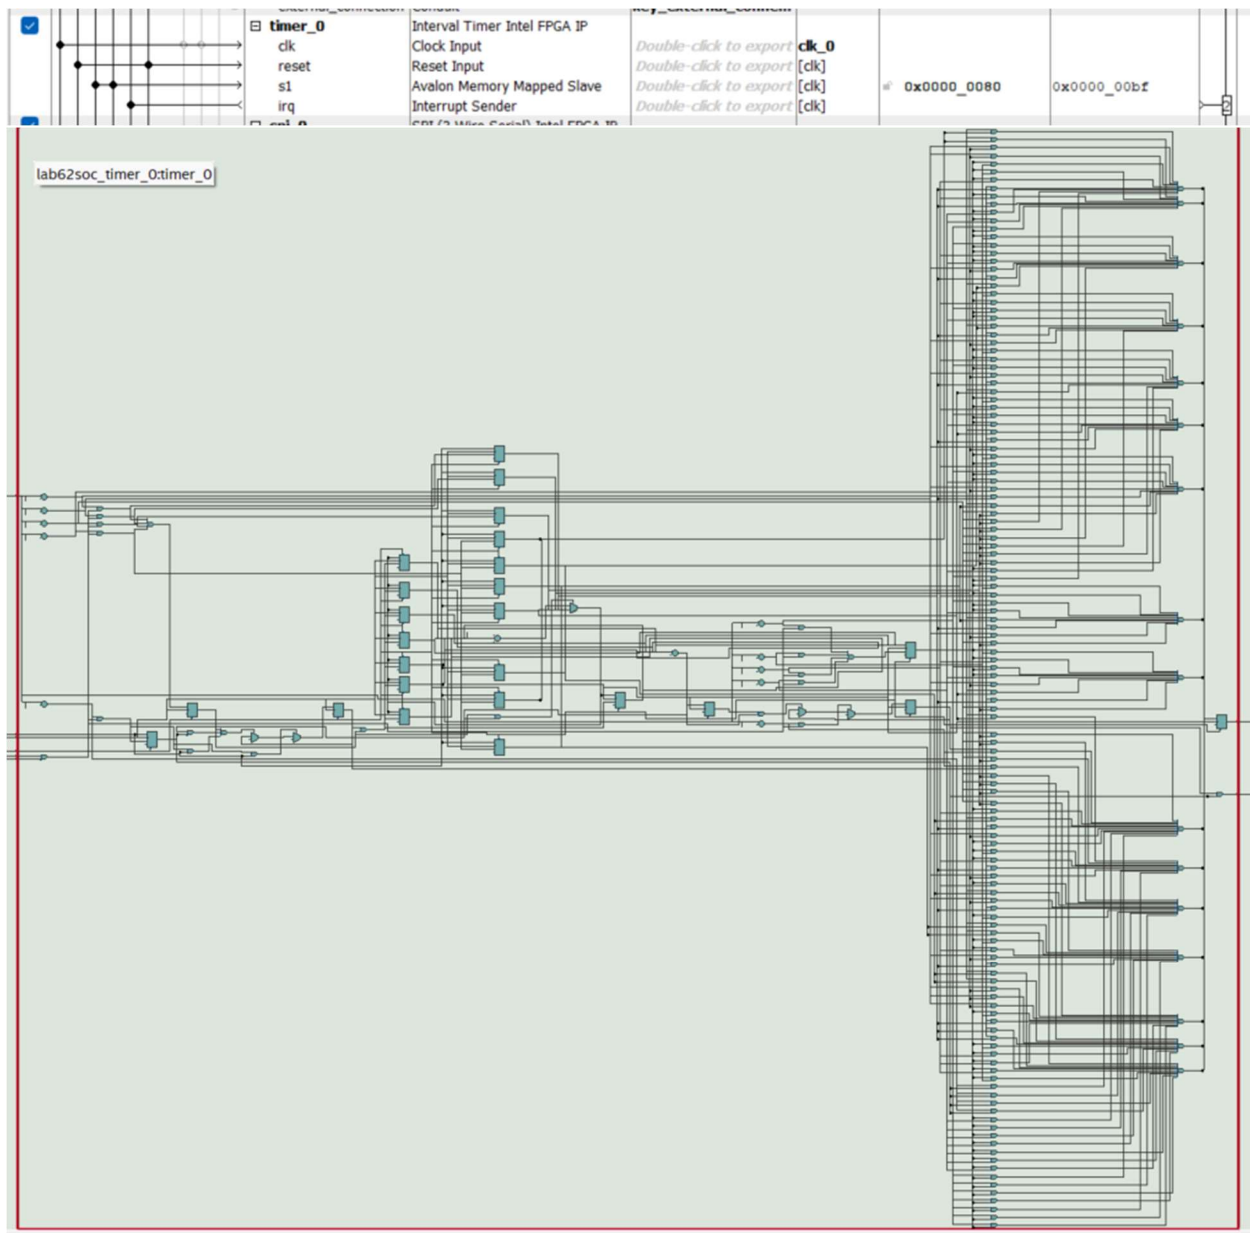 timer_0 Interval Timer Intel FPGA IP
clk Clock Input Double-click to export clk_0
reset Reset Input Double-click to export [clk]
s1 Avalon Memory Mapped Slave Double-click to export [clk] 0x0000_0080 0x0000_00bf
irq Interrupt Sender Double-click to export [clk] 2
lab62soc_timer_0:timer_0